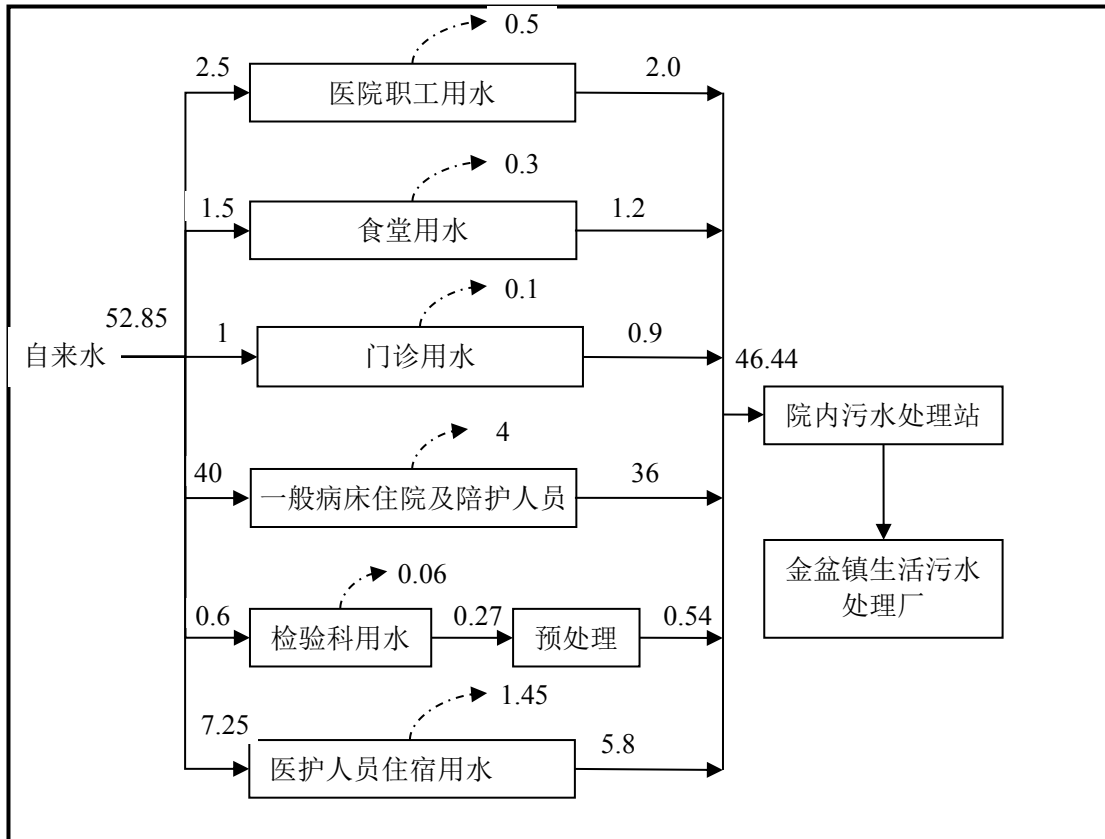 0.5
2.5
医院职工用水
2.0
0.3
1.5
食堂用水
1.2
0.1
52.85
1
门诊用水
0.9
自来水
46.44
院内污水处理站
4
40
一般病床住院及陪护人员
36
金盆镇生活污水
处理厂
0.06
0.6
检验科用水
0.27
预处理
0.54
1.45
7.25
医护人员住宿用水
5.8